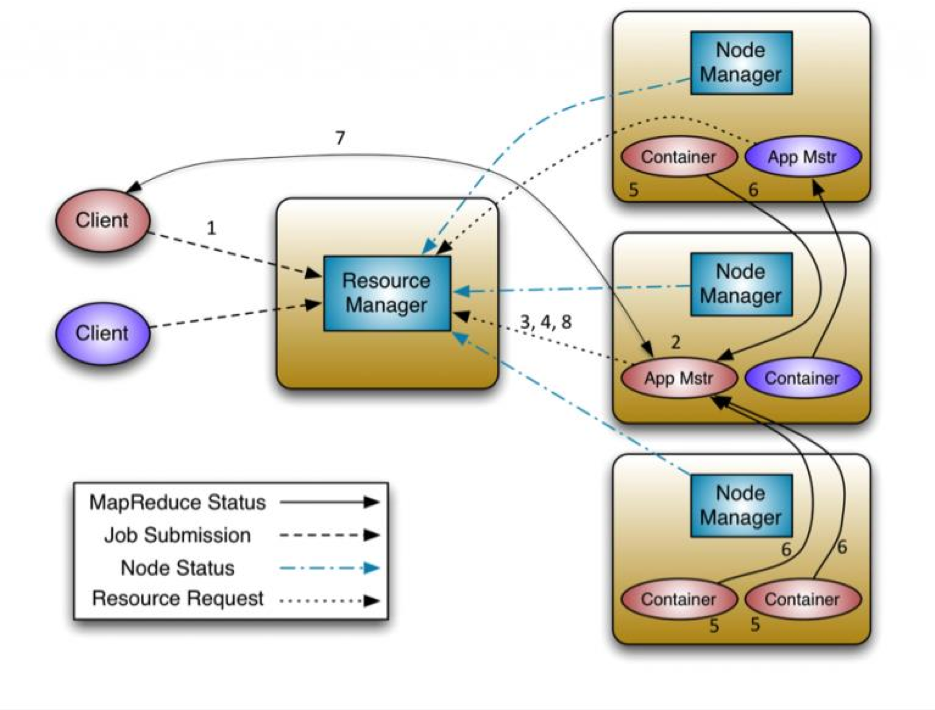 Node
Manager
Container
App Mstr
5
6
7
Client
1
Client
Resource
Manager
Node
Manager
3, 4, 8
2
App Mstr
Container
Node
Manager
6
6
Container
Container
5
5
MapReduce Status
Job Submission
Node Status
Resource Request